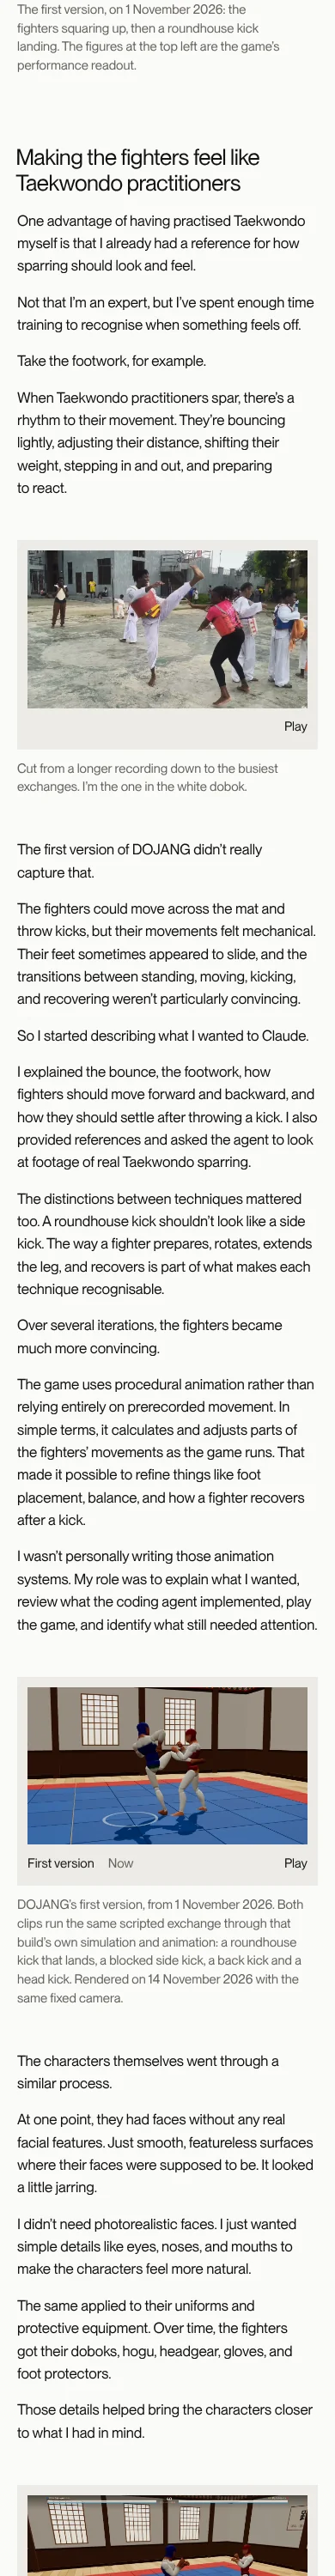 The first version, on 1 November 2026: the
fighters squaring up, then a roundhouse kick
landing. The figures at the top left are the game's
performance readout.
Making the fighters feel like
Taekwondo practitioners
One advantage of having practised Taekwondo
myself is that I already had a reference for how
sparring should look and feel.
Not that I'm an expert, but I've spent enough time
training to recognise when something feels off.
Take the footwork, for example.
When Taekwondo practitioners spar, there's a
rhythm to their movement. They're bouncing
lightly, adjusting their distance, shifting their
weight, stepping in and out, and preparing
to react.
Play
Cut from a longer recording down to the busiest
exchanges. I'm the one in the white dobok.
The first version of DOJANG didn't really
capture that.
The fighters could move across the mat and
throw kicks, but their movements felt mechanical.
Their feet sometimes appeared to slide, and the
transitions between standing, moving, kicking,
and recovering weren't particularly convincing.
So I started describing what I wanted to Claude.
I explained the bounce, the footwork, how
fighters should move forward and backward, and
how they should settle after throwing a kick. I also
provided references and asked the agent to look
at footage of real Taekwondo sparring.
The distinctions between techniques mattered
too. A roundhouse kick shouldn't look like a side
kick. The way a fighter prepares, rotates, extends
the leg, and recovers is part of what makes each
technique recognisable.
Over several iterations, the fighters became
much more convincing.
The game uses procedural animation rather than
relying entirely on prerecorded movement. In
simple terms, it calculates and adjusts parts of
the fighters' movements as the game runs. That
made it possible to refine things like foot
placement, balance, and how a fighter recovers
after a kick.
I wasn't personally writing those animation
systems. My role was to explain what I wanted,
review what the coding agent implemented, play
the game, and identify what still needed attention.
First version Now Play
DOJANG's first version, from 1 November 2026. Both
clips run the same scripted exchange through that
build's own simulation and animation: a roundhouse
kick that lands, a blocked side kick, a back kick and a
head kick. Rendered on 14 November 2026 with the
same fixed camera.
The characters themselves went through a
similar process.
At one point, they had faces without any real
facial features. Just smooth, featureless surfaces
where their faces were supposed to be. It looked
a little jarring.
I didn't need photorealistic faces. I just wanted
simple details like eyes, noses, and mouths to
make the characters feel more natural.
The same applied to their uniforms and
protective equipment. Over time, the fighters
got their doboks, hogu, headgear, gloves, and
foot protectors.
Those details helped bring the characters closer
to what I had in mind.